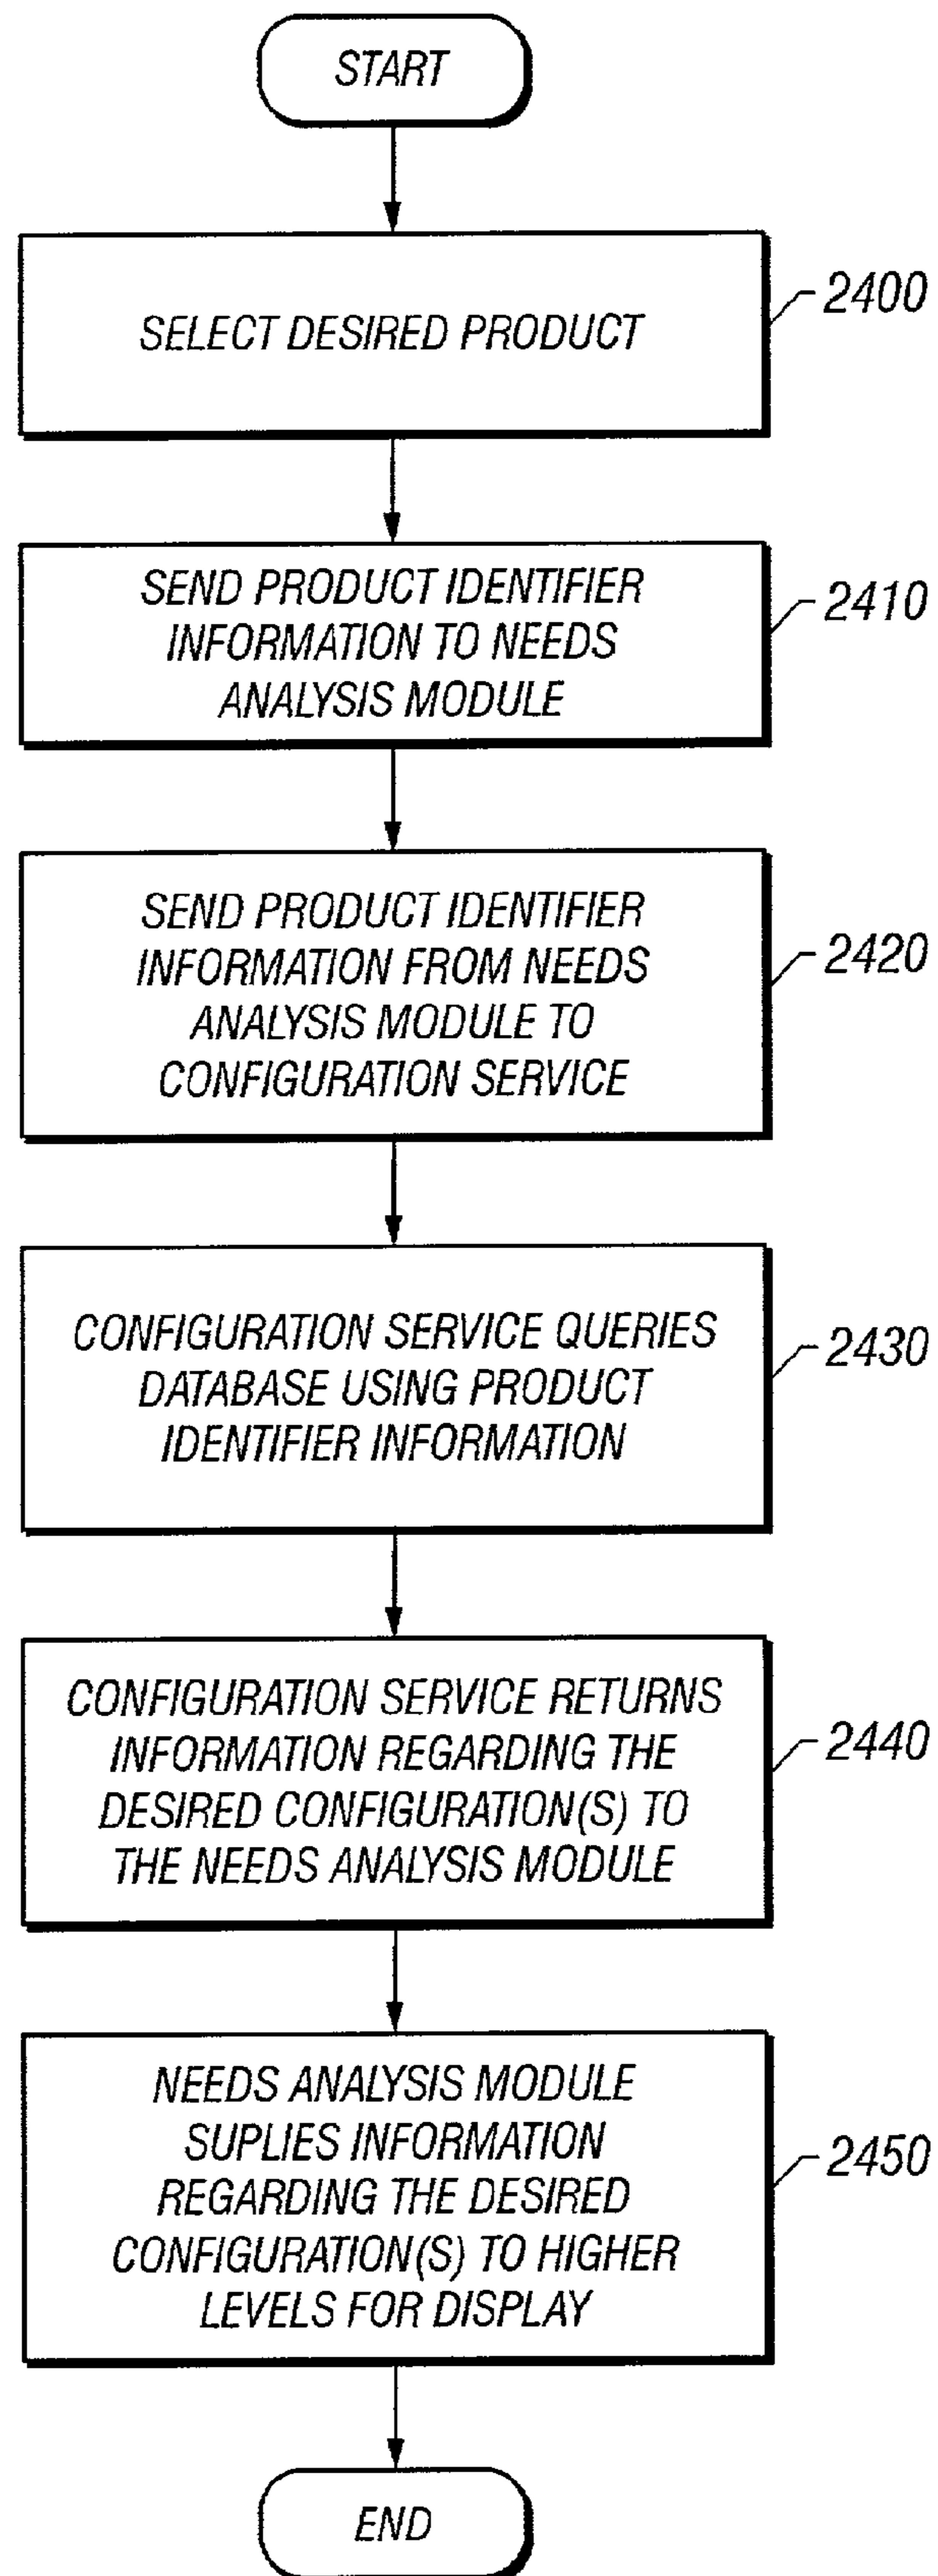 START
SELECT DESIRED PRODUCT
2400
SEND PRODUCT IDENTIFIER
INFORMATION TO NEEDS
ANALYSIS MODULE
2410
SEND PRODUCT IDENTIFIER
INFORMATION FROM NEEDS
ANALYSIS MODULE TO
CONFIGURATION SERVICE
2420
CONFIGURATION SERVICE QUERIES
DATABASE USING PRODUCT
IDENTIFIER INFORMATION
2430
CONFIGURATION SERVICE RETURNS
INFORMATION REGARDING THE
DESIRED CONFIGURATION(S) TO
THE NEEDS ANALYSIS MODULE
2440
NEEDS ANALYSIS MODULE
SUPLIES INFORMATION
REGARDING THE DESIRED
CONFIGURATION(S) TO HIGHER
LEVELS FOR DISPLAY
2450
END